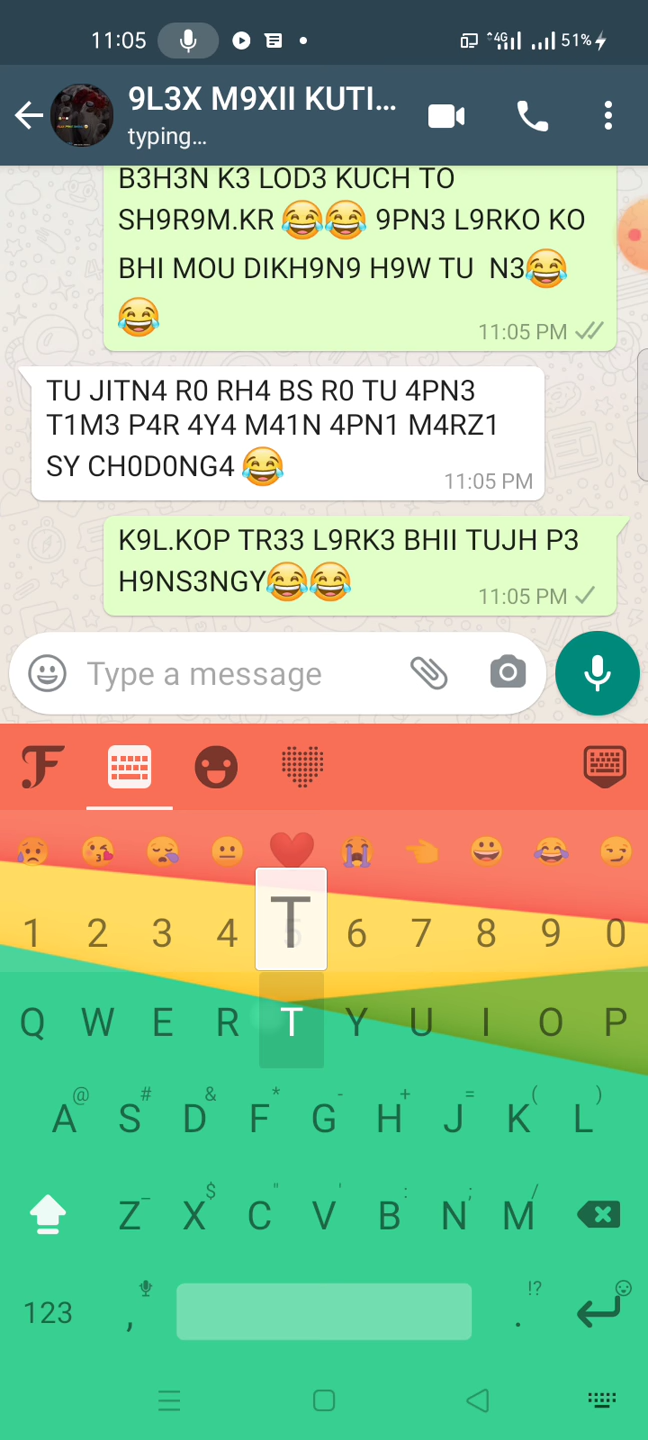 11:05
4G
51%
9L3X M9XII KUTI...
typing...
B3H3N K3 LOD3 KUCH TO
SH9R9M.KR 😂😂 9PN3 L9RKO KO
BHI MOU DIKH9N9 H9W TU N3😂
😂
11:05 PM
TU JITN4 R0 RH4 BS R0 TU 4PN3
T1M3 P4R 4Y4 M41N 4PN1 M4RZ1
SY CH0D0NG4 😂
11:05 PM
K9L.KOP TR33 L9RK3 BHII TUJH P3
H9NS3NGY😂😂
11:05 PM
Type a message
F
😥 😘 😪 😐 ❤ 😭 👈 😀 😂 😏
T
1 2 3 4 5 6 7 8 9 0
Q W E R T Y U I O P
@ # & * - + = ( )
A S D F G H J K L
_ $ " ' : ; /
Z X C V B N M
!?
123 , .